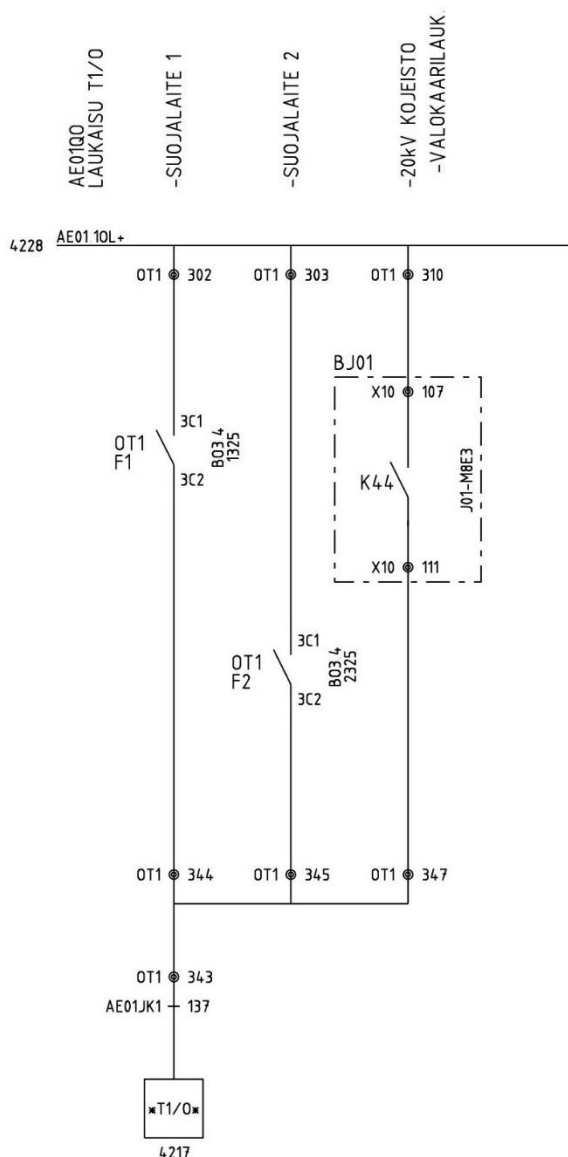 AE01Q0
LAUKAISU T1/0
-SUOJALAITE 1
-SUOJALAITE 2
-20kV KOJEISTO
-VALOKAARILAUK.
4228
AE01.10L+
OT1 302
OT1 303
OT1 310
BJ01
X10 107
3C1
OT1
F1
3C2
B03.4
1325
K44
J01-M8E3
X10 111
3C1
OT1
F2
3C2
B03.4
2325
OT1 344
OT1 345
OT1 347
OT1 343
AE01JK1 137
*T1/0*
4217